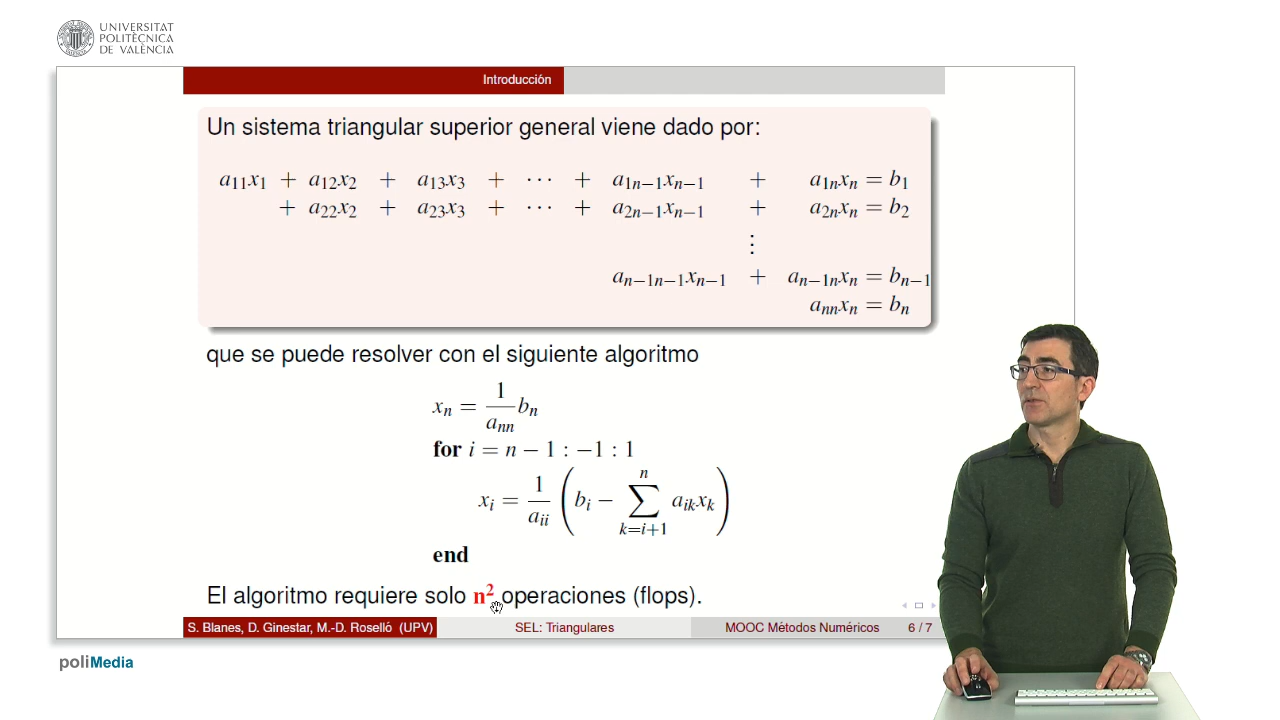 UNIVERSITAT
POLITÈCNICA
DE VALÈNCIA
Introducción
Un sistema triangular superior general viene dado por:
a₁₁x₁ + a₁₂x₂ + a₁₃x₃ + ⋯ + a₁ₙ₋₁xₙ₋₁ + a₁ₙxₙ = b₁
+ a₂₂x₂ + a₂₃x₃ + ⋯ + a₂ₙ₋₁xₙ₋₁ + a₂ₙxₙ = b₂
⋮
aₙ₋₁ₙ₋₁xₙ₋₁ + aₙ₋₁ₙxₙ = bₙ₋₁
aₙₙxₙ = bₙ
que se puede resolver con el siguiente algoritmo
xₙ = 1/aₙₙ bₙ
for i = n − 1 : −1 : 1
xᵢ = 1/aᵢᵢ (bᵢ − ∑ₖ₌ᵢ₊₁ⁿ aᵢₖxₖ)
end
El algoritmo requiere solo n² operaciones (flops).
S. Blanes, D. Ginestar, M.-D. Roselló (UPV) SEL: Triangulares MOOC Métodos Numéricos 6 / 7
poliMedia